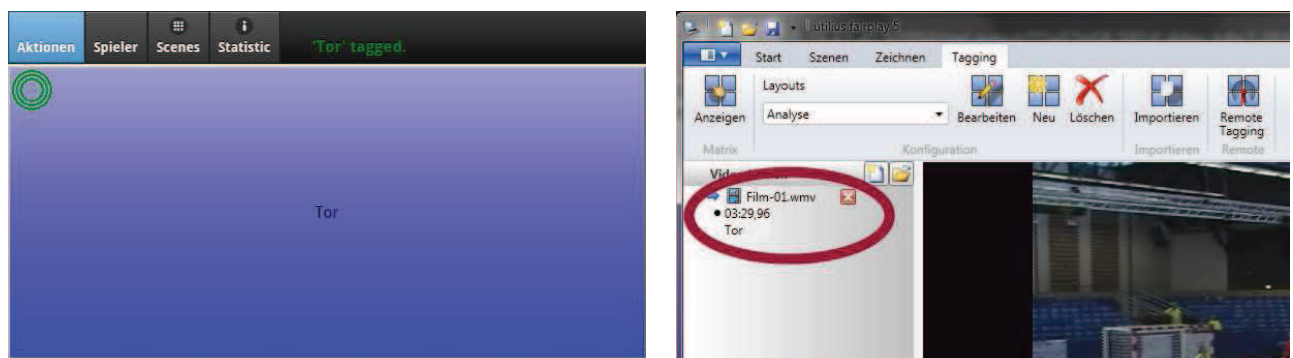 Aktionen Spieler Scenes Statistic 'Tor' tagged.
Tor
utilius fairplay 5
Start Szenen Zeichnen Tagging
Layouts
Analyse
Anzeigen Bearbeiten Neu Löschen Importieren Remote
Tagging
Matrix Konfiguration Importieren Remote
Film-01.wmv
03:29,96
Tor